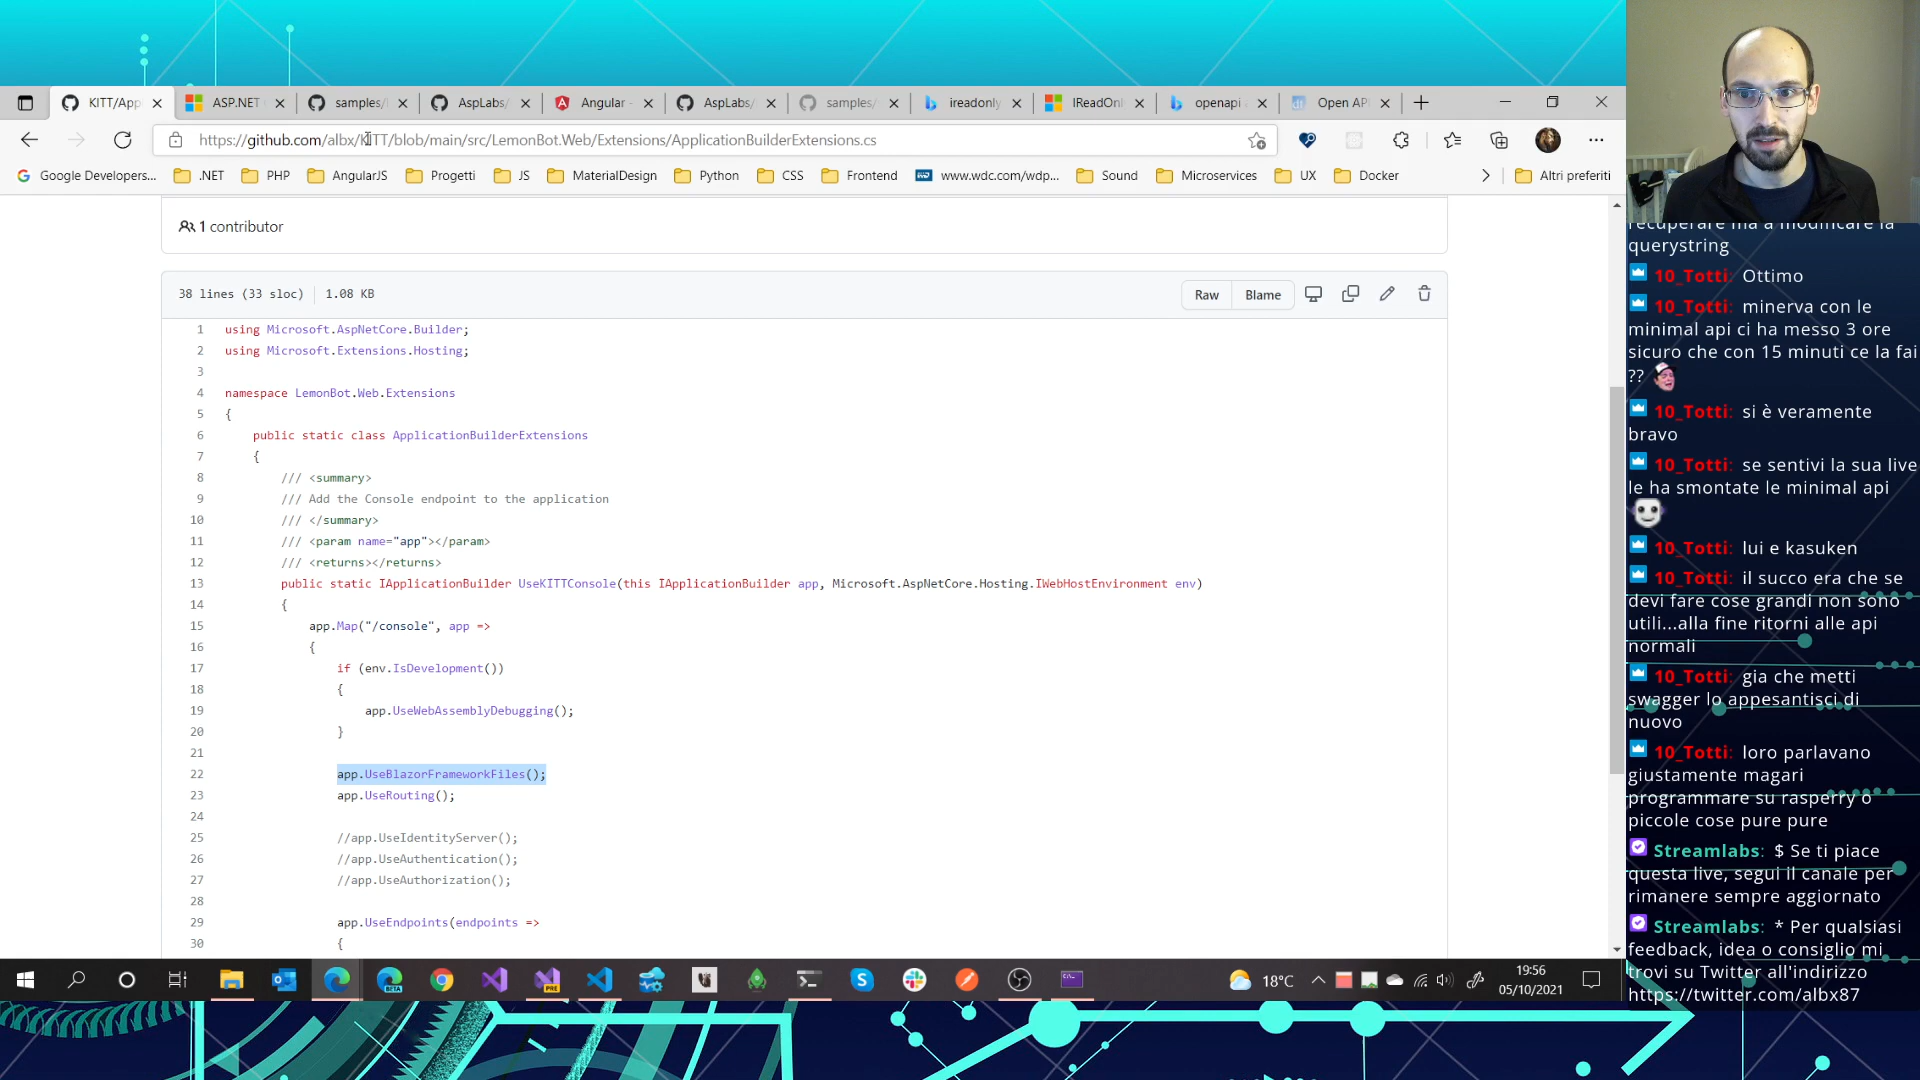 KITT/App
ASP.NET
samples/
AspLabs/
Angular -
AspLabs/
samples/
ireadonly
IReadOnl
openapi
Open API
https://github.com/albx/KITT/blob/main/src/LemonBot.Web/Extensions/ApplicationBuilderExtensions.cs
Google Developers...
.NET
PHP
AngularJS
Progetti
JS
MaterialDesign
Python
CSS
Frontend
www.wdc.com/wdp...
Sound
Microservices
UX
Docker
Altri preferiti
1 contributor
38 lines (33 sloc)
1.08 KB
Raw
Blame
1 using Microsoft.AspNetCore.Builder;
2 using Microsoft.Extensions.Hosting;
3
4 namespace LemonBot.Web.Extensions
5 {
6 public static class ApplicationBuilderExtensions
7 {
8 /// <summary>
9 /// Add the Console endpoint to the application
10 /// </summary>
11 /// <param name="app"></param>
12 /// <returns></returns>
13 public static IApplicationBuilder UseKITTConsole(this IApplicationBuilder app, Microsoft.AspNetCore.Hosting.IWebHostEnvironment env)
14 {
15 app.Map("/console", app =>
16 {
17 if (env.IsDevelopment())
18 {
19 app.UseWebAssemblyDebugging();
20 }
21
22 app.UseBlazorFrameworkFiles();
23 app.UseRouting();
24
25 //app.UseIdentityServer();
26 //app.UseAuthentication();
27 //app.UseAuthorization();
28
29 app.UseEndpoints(endpoints =>
30 {
recuperare ma a modificare la
querystring
10_Totti: Ottimo
10_Totti: minerva con le
minimal api ci ha messo 3 ore
sicuro che con 15 minuti ce la fai
??
10_Totti: si è veramente
bravo
10_Totti: se sentivi la sua live
le ha smontate le minimal api
10_Totti: lui e kasuken
10_Totti: il succo era che se
devi fare cose grandi non sono
utili...alla fine ritorni alle api
normali
10_Totti: gia che metti
swagger lo appesantisci di
nuovo
10_Totti: loro parlavano
giustamente magari
programmare su rasperry o
piccole cose pure pure
Streamlabs: $ Se ti piace
questa live, segui il canale per
rimanere sempre aggiornato
Streamlabs: * Per qualsiasi
feedback, idea o consiglio mi
trovi su Twitter all'indirizzo
https://twitter.com/albx87
BETA
PRE
18°C
19:56
05/10/2021